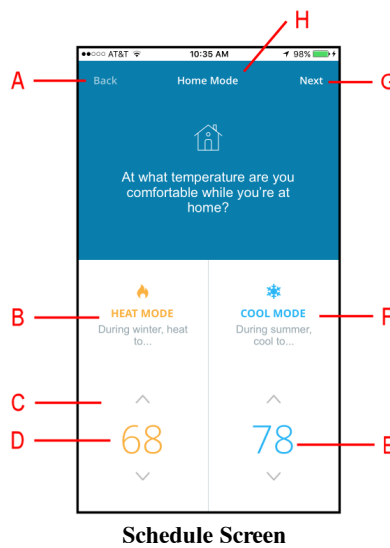 H
●●○○○ AT&T 10:35 AM 98%
A Back Home Mode Next
At what temperature are you
comfortable while you're at
home?
B HEAT MODE
During winter, heat
to...
COOL MODE
During summer,
cool to...
C
D 68
78
Schedule Screen